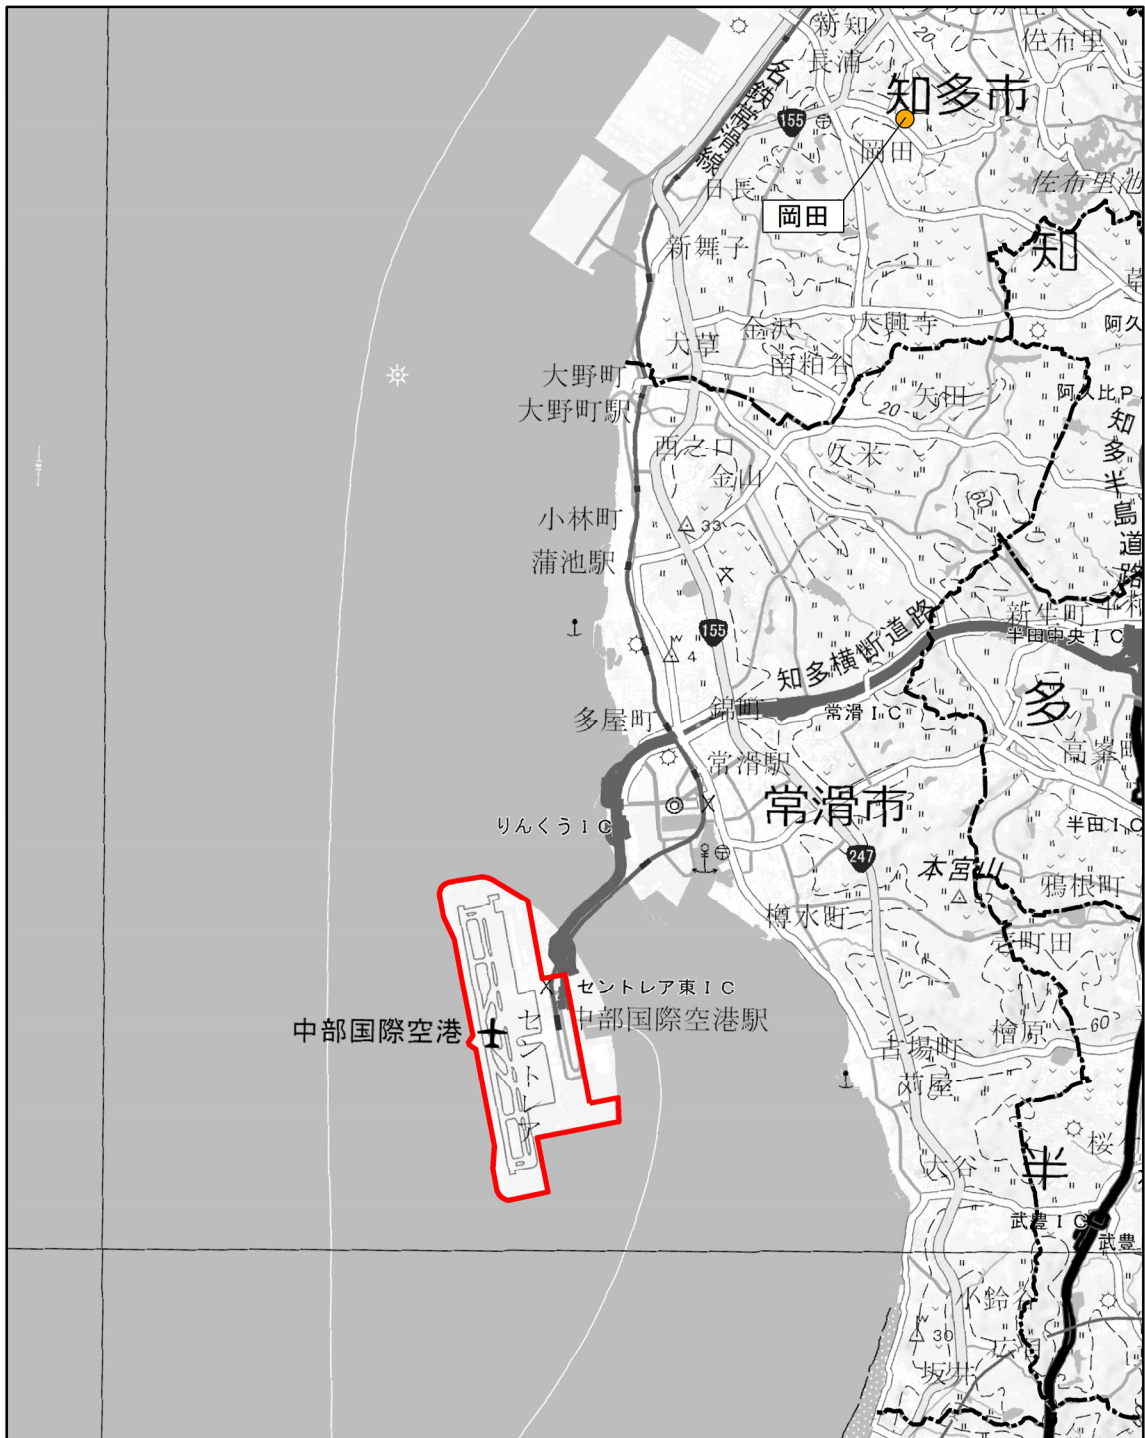 新知
佐布里
長浦
20
知多市
名鉄常滑線
155
岡田
佐布里池
日長
岡田
新舞子
知
草
金沢
大興寺
阿久
大草
南粕谷
大野町
矢田
阿久比P
大野町駅
20
知多半島道路
西之口
久米
金山
60
小林町
33
蒲池駅
新生町
155
半田中央IC
4
知多横断道路
多
多屋町
錦町
常滑IC
高峯町
常滑駅
常滑市
りんくうIC
半田IC
247
本宮山
鴉根町
樽水町
壱町田
セントレア東IC
中部国際空港
セントレア
中部国際空港駅
檜原
60
古場町
苅屋
桜
大谷
半
武豊IC
武豊
小鈴谷
30
広目
坂井